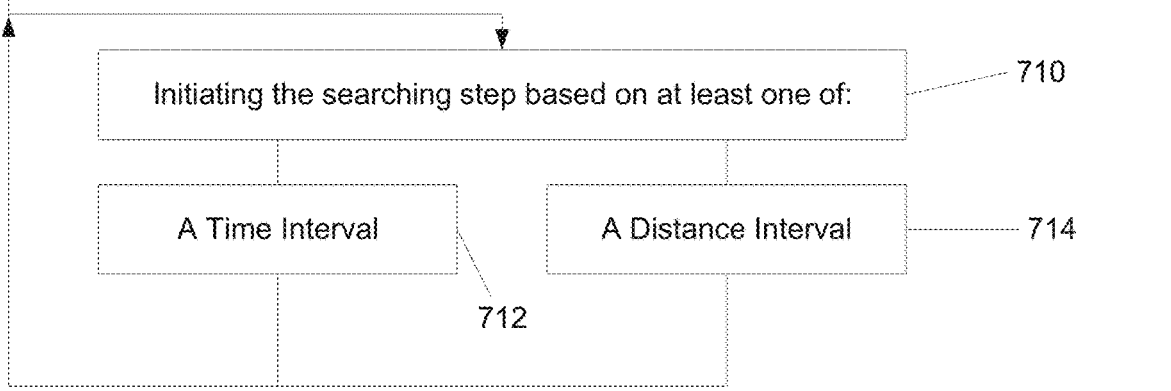 710
Initiating the searching step based on at least one of:
A Time Interval
A Distance Interval
714
712